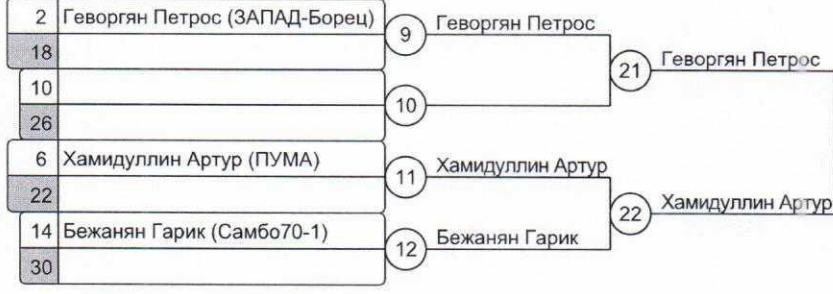 2 Геворгян Петрос (ЗАПАД-Борец)
18
9 Геворгян Петрос
10
26
10
21 Геворгян Петрос
6 Хамидуллин Артур (ПУМА)
22
11 Хамидуллин Артур
14 Бежанян Гарик (Самбо70-1)
30
12 Бежанян Гарик
22 Хамидуллин Артур